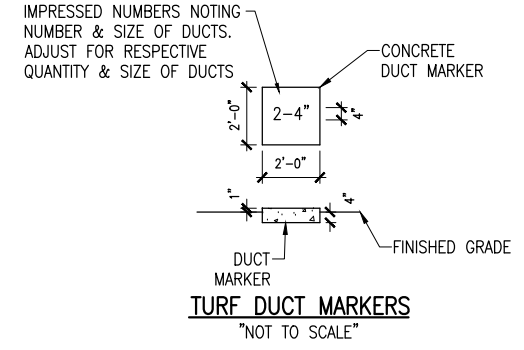 IMPRESSED NUMBERS NOTING
NUMBER & SIZE OF DUCTS.
ADJUST FOR RESPECTIVE
QUANTITY & SIZE OF DUCTS
CONCRETE
DUCT MARKER
2'-0"
2-4"
4"
2'-0"
1"
4"
FINISHED GRADE
DUCT
MARKER
TURF DUCT MARKERS
"NOT TO SCALE"